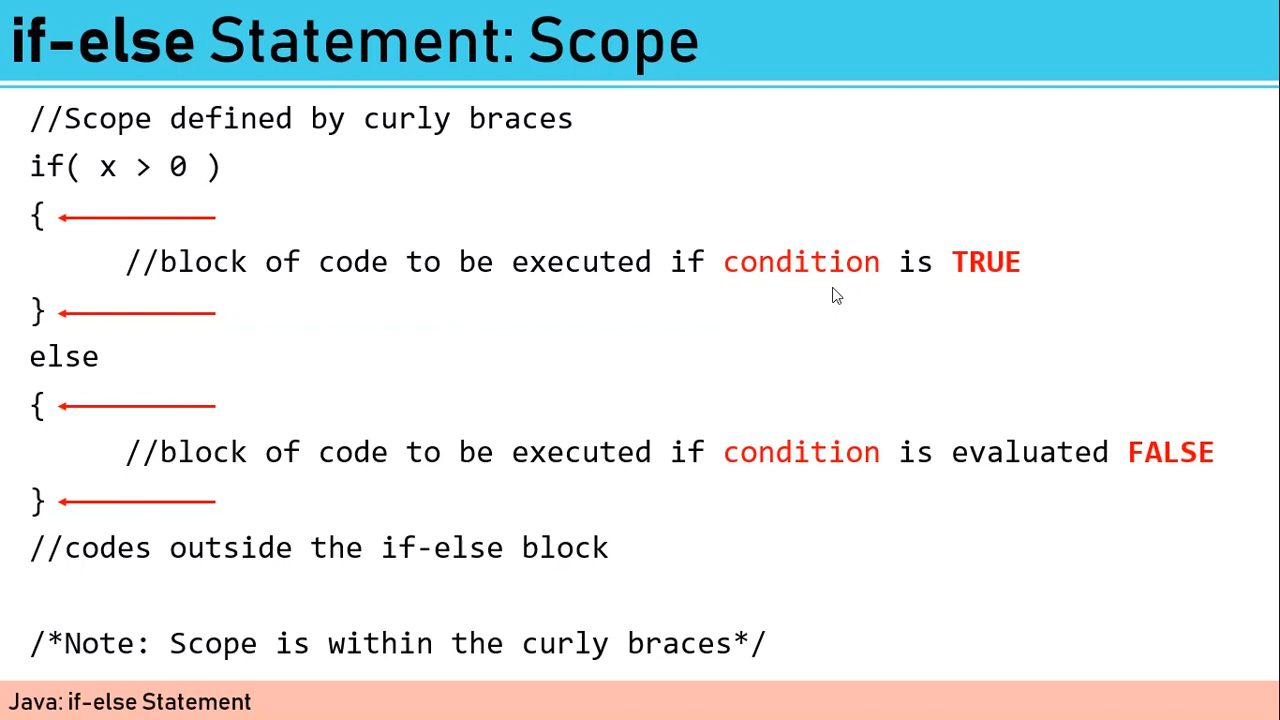 if-else Statement: Scope
//Scope defined by curly braces
if( x > 0 )
{
//block of code to be executed if condition is TRUE
}
else
{
//block of code to be executed if condition is evaluated FALSE
}
//codes outside the if-else block
/*Note: Scope is within the curly braces*/
Java: if-else Statement